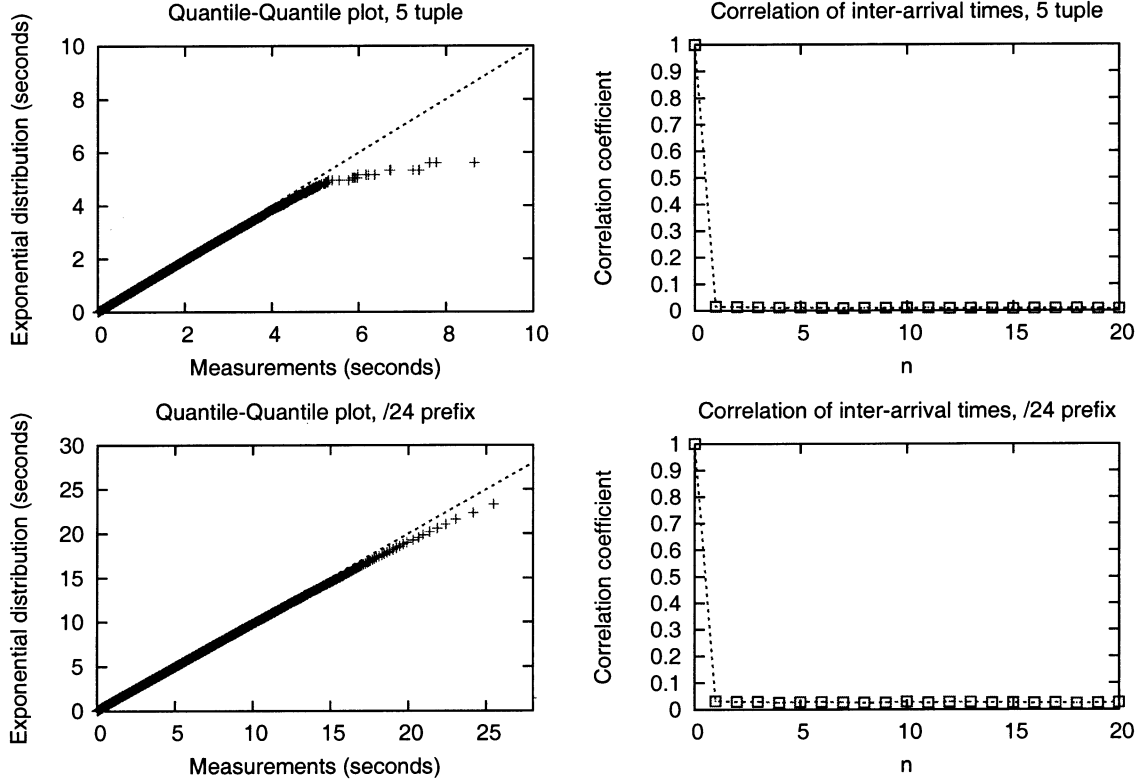 Quantile-Quantile plot, 5 tuple
Exponential distribution (seconds)
10
8
6
4
2
0
0 2 4 6 8 10
Measurements (seconds)
Correlation of inter-arrival times, 5 tuple
Correlation coefficient
1
0.9
0.8
0.7
0.6
0.5
0.4
0.3
0.2
0.1
0
0 5 10 15 20
n
Quantile-Quantile plot, /24 prefix
Exponential distribution (seconds)
30
25
20
15
10
5
0
0 5 10 15 20 25
Measurements (seconds)
Correlation of inter-arrival times, /24 prefix
Correlation coefficient
1
0.9
0.8
0.7
0.6
0.5
0.4
0.3
0.2
0.1
0
0 5 10 15 20
n